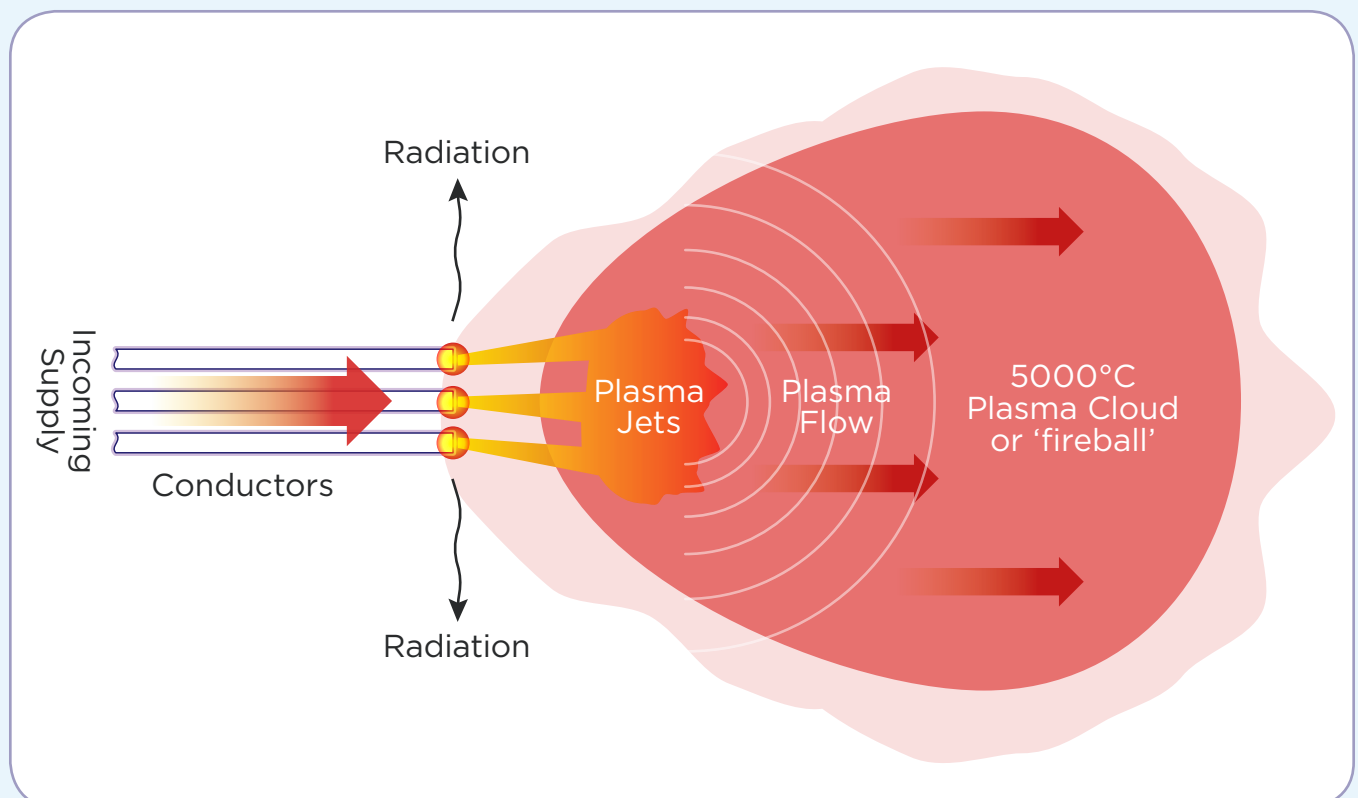 Radiation
Incoming
Supply
Conductors
Plasma
Jets
Plasma
Flow
5000°C
Plasma Cloud
or ‘fireball’
Radiation